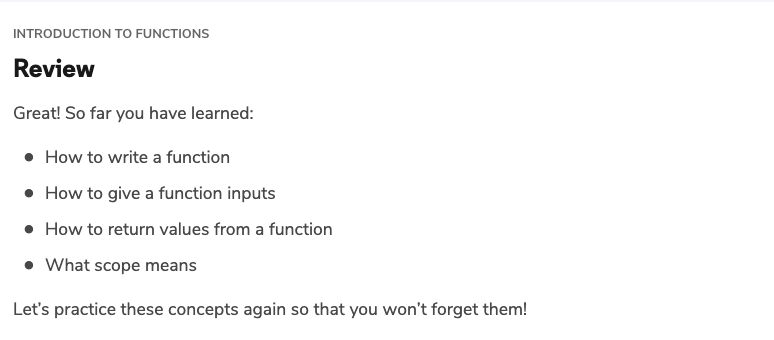 INTRODUCTION TO FUNCTIONS
Review
Great! So far you have learned:
● How to write a function
● How to give a function inputs
● How to return values from a function
● What scope means
Let’s practice these concepts again so that you won’t forget them!